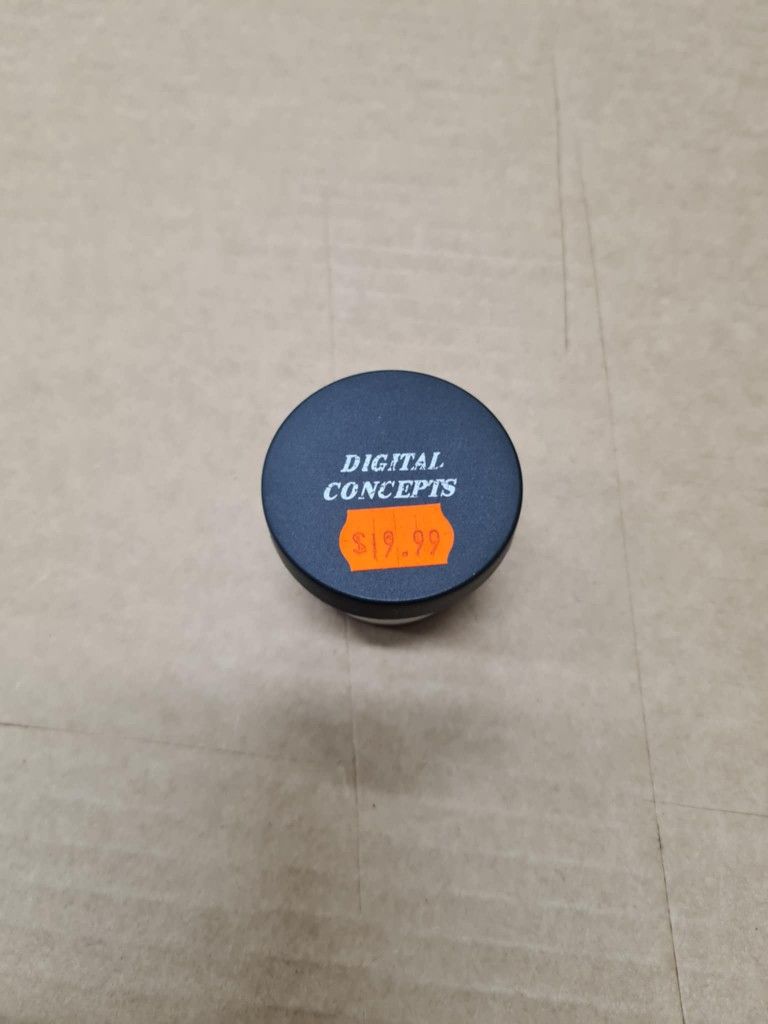 DIGITAL
CONCEPTS
$19.99